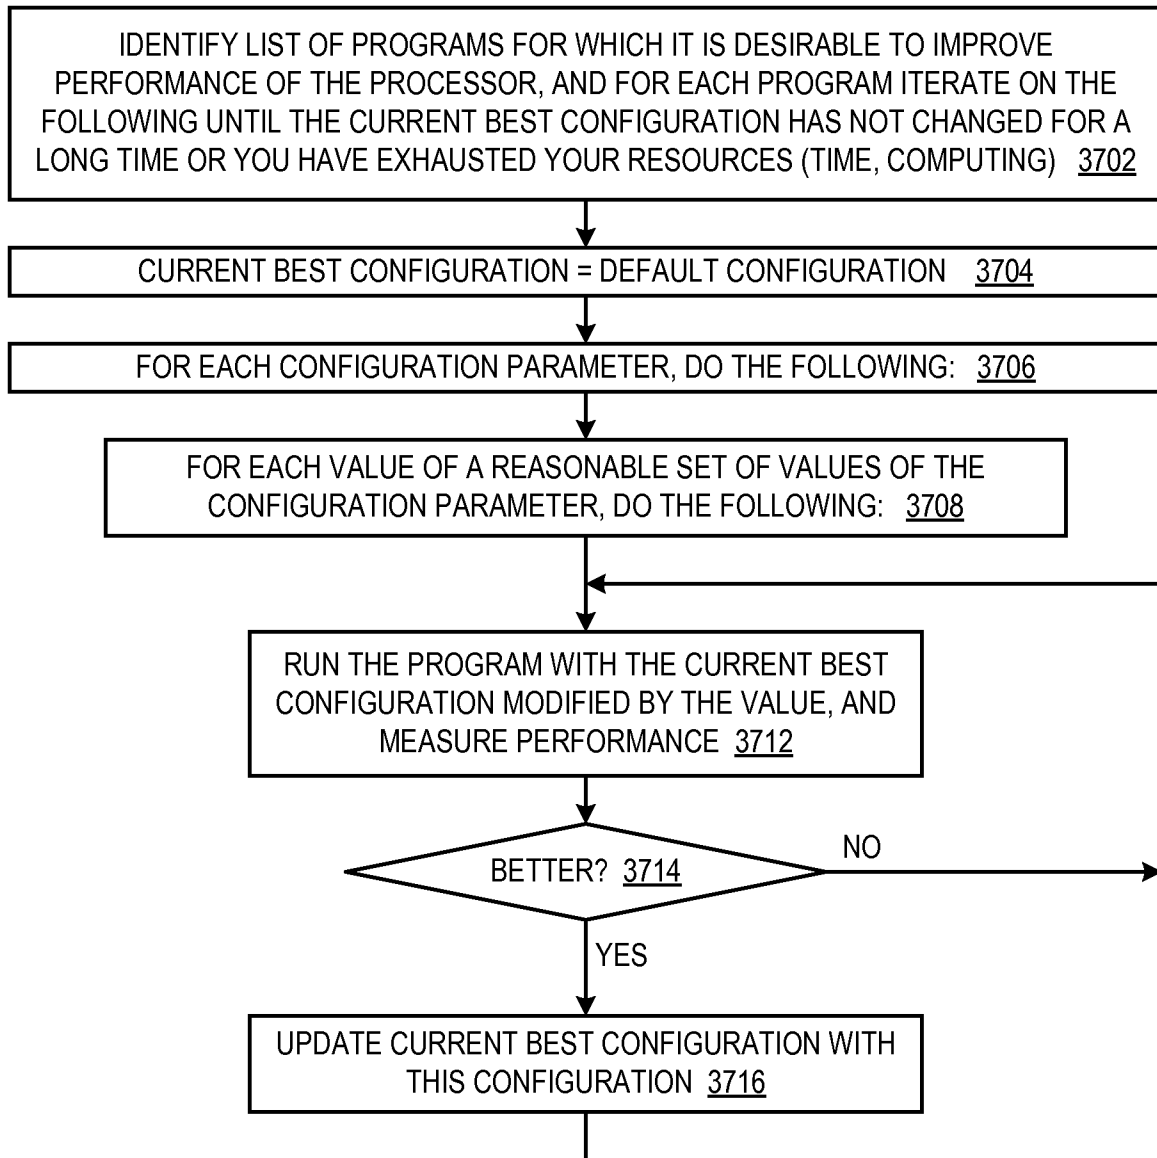 IDENTIFY LIST OF PROGRAMS FOR WHICH IT IS DESIRABLE TO IMPROVE
PERFORMANCE OF THE PROCESSOR, AND FOR EACH PROGRAM ITERATE ON THE
FOLLOWING UNTIL THE CURRENT BEST CONFIGURATION HAS NOT CHANGED FOR A
LONG TIME OR YOU HAVE EXHAUSTED YOUR RESOURCES (TIME, COMPUTING) 3702
CURRENT BEST CONFIGURATION = DEFAULT CONFIGURATION 3704
FOR EACH CONFIGURATION PARAMETER, DO THE FOLLOWING: 3706
FOR EACH VALUE OF A REASONABLE SET OF VALUES OF THE
CONFIGURATION PARAMETER, DO THE FOLLOWING: 3708
RUN THE PROGRAM WITH THE CURRENT BEST
CONFIGURATION MODIFIED BY THE VALUE, AND
MEASURE PERFORMANCE 3712
BETTER? 3714
NO
YES
UPDATE CURRENT BEST CONFIGURATION WITH
THIS CONFIGURATION 3716